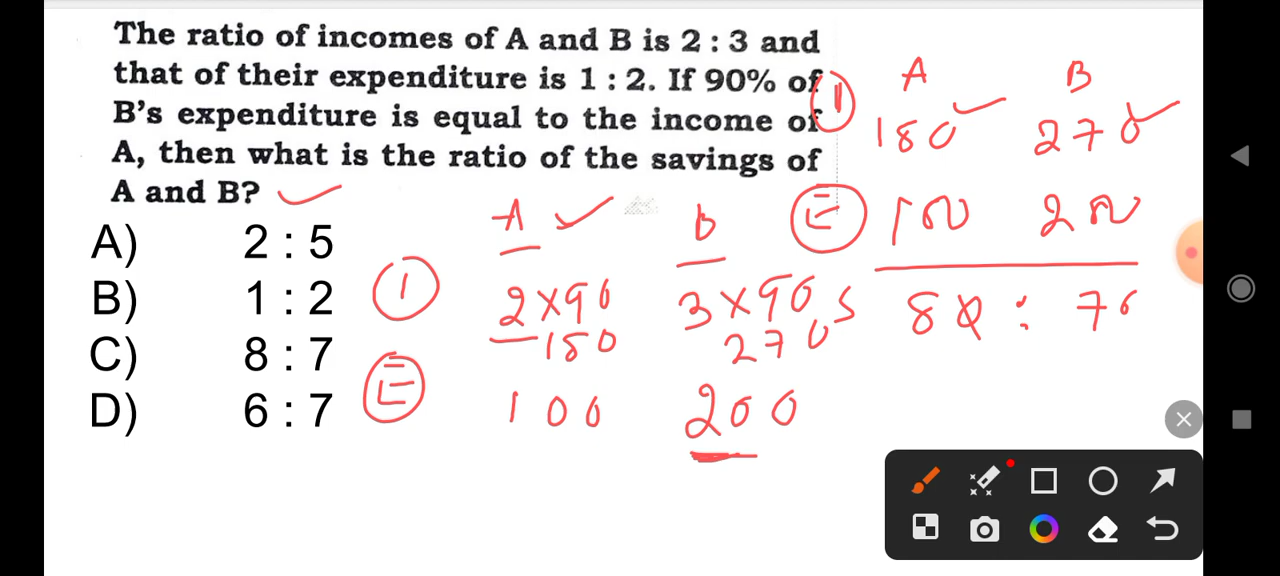 The ratio of incomes of A and B is 2 : 3 and
that of their expenditure is 1 : 2. If 90% of
B's expenditure is equal to the income of
A, then what is the ratio of the savings of
A and B?
A) 2 : 5
B) 1 : 2
C) 8 : 7
D) 6 : 7
A B
I 2×90 3×90
180 270
E 100 200
A B
I 180 270
E 100 200
S 80 : 70